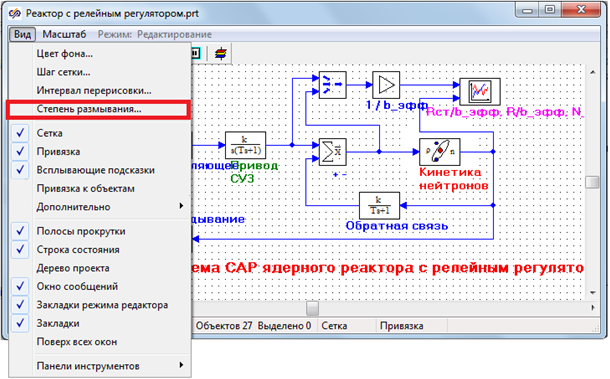 Реактор с релейным регулятором.prt
Вид Масштаб Режим: Редактирование
Цвет фона...
Шаг сетки...
Интервал перерисовки...
Степень размывания...
Сетка
Привязка
Всплывающие подсказки
Привязка к объектам
Дополнительно
Полосы прокрутки
Строка состояния
Дерево проекта
Окно сообщений
Закладки режима редактора
Закладки
Поверх всех окон
Панели инструментов
1/b_эфф
Rст/b_эфф, R/b_эфф, N_
k
s(Ts+1)
Привод
СУЗ
+ -
ρ n
Кинетика
нейтронов
k
Ts+1
Обратная связь
дывание
ема САР ядерного реактора с релейным регулято
Объектов 27 Выделено 0 Сетка Привязка